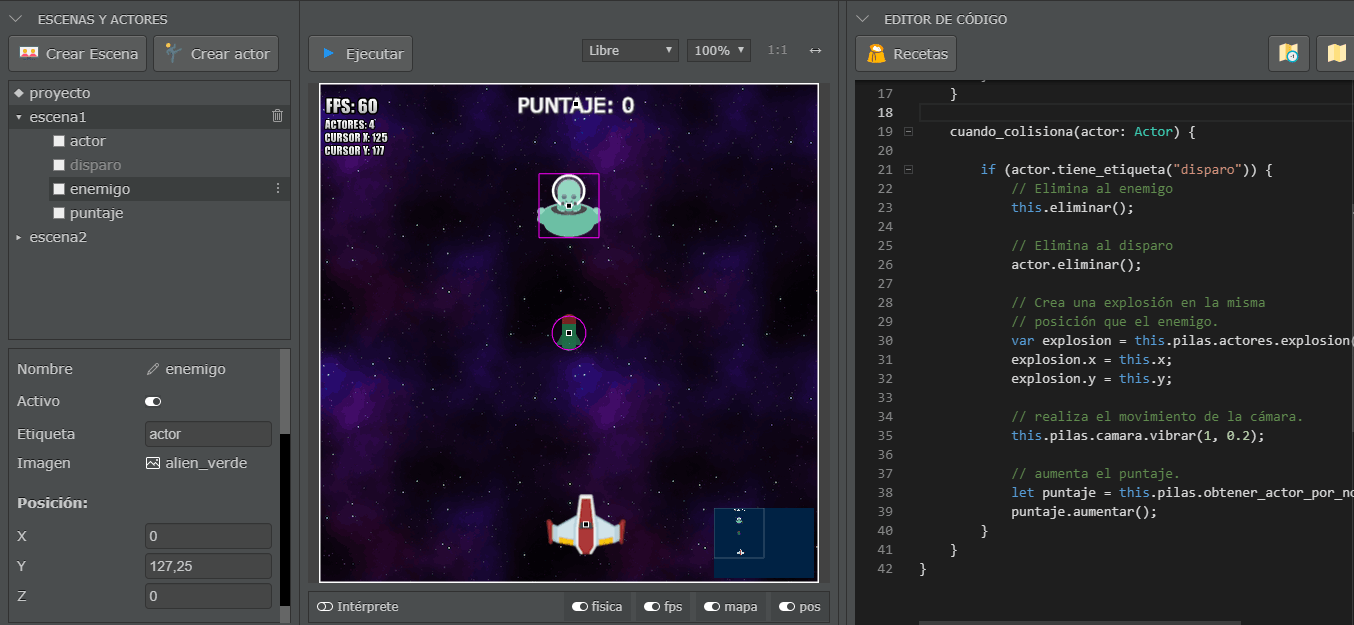 ESCENAS Y ACTORES
Crear Escena
Crear actor
proyecto
escena1
actor
disparo
enemigo
puntaje
escena2
Nombre enemigo
Activo
Etiqueta actor
Imagen alien_verde
Posición:
X 0
Y 127,25
Z 0
Ejecutar
Libre
100%
1:1
FPS: 60
ACTORES: 4
CURSOR X: 125
CURSOR Y: 177
PUNTAJE: 0
Intérprete
fisica
fps
mapa
pos
EDITOR DE CÓDIGO
Recetas
17 }
18
19 cuando_colisiona(actor: Actor) {
20
21 if (actor.tiene_etiqueta("disparo")) {
22 // Elimina al enemigo
23 this.eliminar();
24
25 // Elimina al disparo
26 actor.eliminar();
27
28 // Crea una explosión en la misma
29 // posición que el enemigo.
30 var explosion = this.pilas.actores.explosion(
31 explosion.x = this.x;
32 explosion.y = this.y;
33
34 // realiza el movimiento de la cámara.
35 this.pilas.camara.vibrar(1, 0.2);
36
37 // aumenta el puntaje.
38 let puntaje = this.pilas.obtener_actor_por_no
39 puntaje.aumentar();
40 }
41 }
42 }